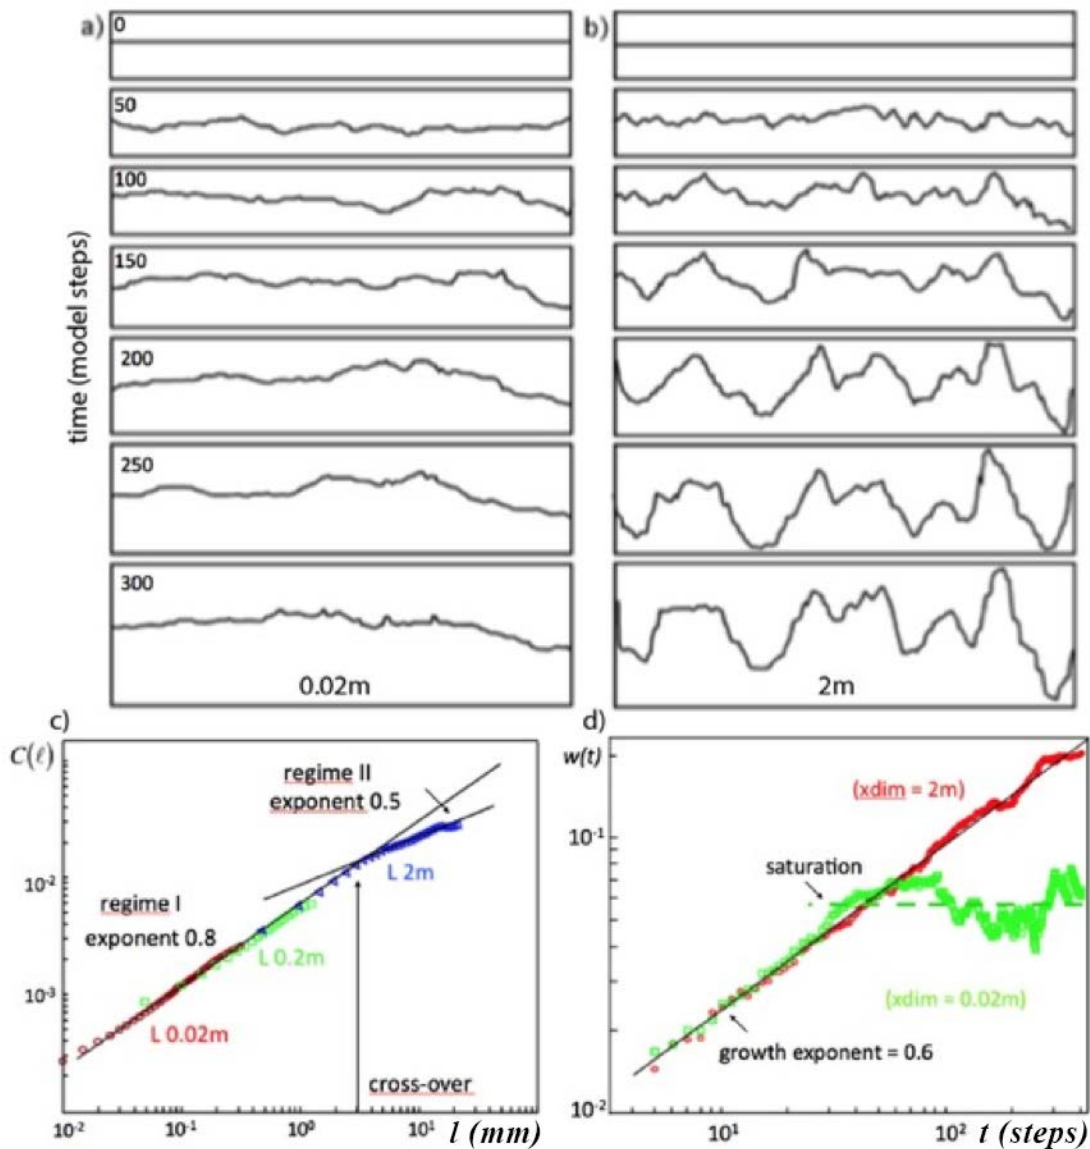 a)
b)
0
50
100
150
200
250
300
time (model steps)
0.02m
2m
c)
C(ℓ)
regime II
exponent 0.5
L 2m
regime I
exponent 0.8
L 0.2m
L 0.02m
cross-over
10⁻²
10⁻³
10⁻² 10⁻¹ 10⁰ 10¹ l (mm)
d)
w(t)
(xdim = 2m)
10⁻¹
saturation
(xdim = 0.02m)
growth exponent = 0.6
10⁻²
10¹ 10² t (steps)